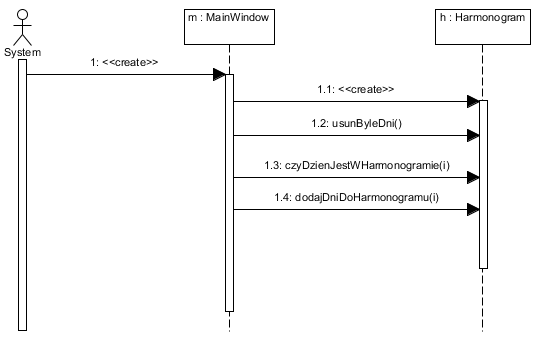 m : MainWindow
h : Harmonogram
System
1: <<create>>
1.1: <<create>>
1.2: usunByleDni()
1.3: czyDzienJestWHarmonogramie(i)
1.4: dodajDniDoHarmonogramu(i)